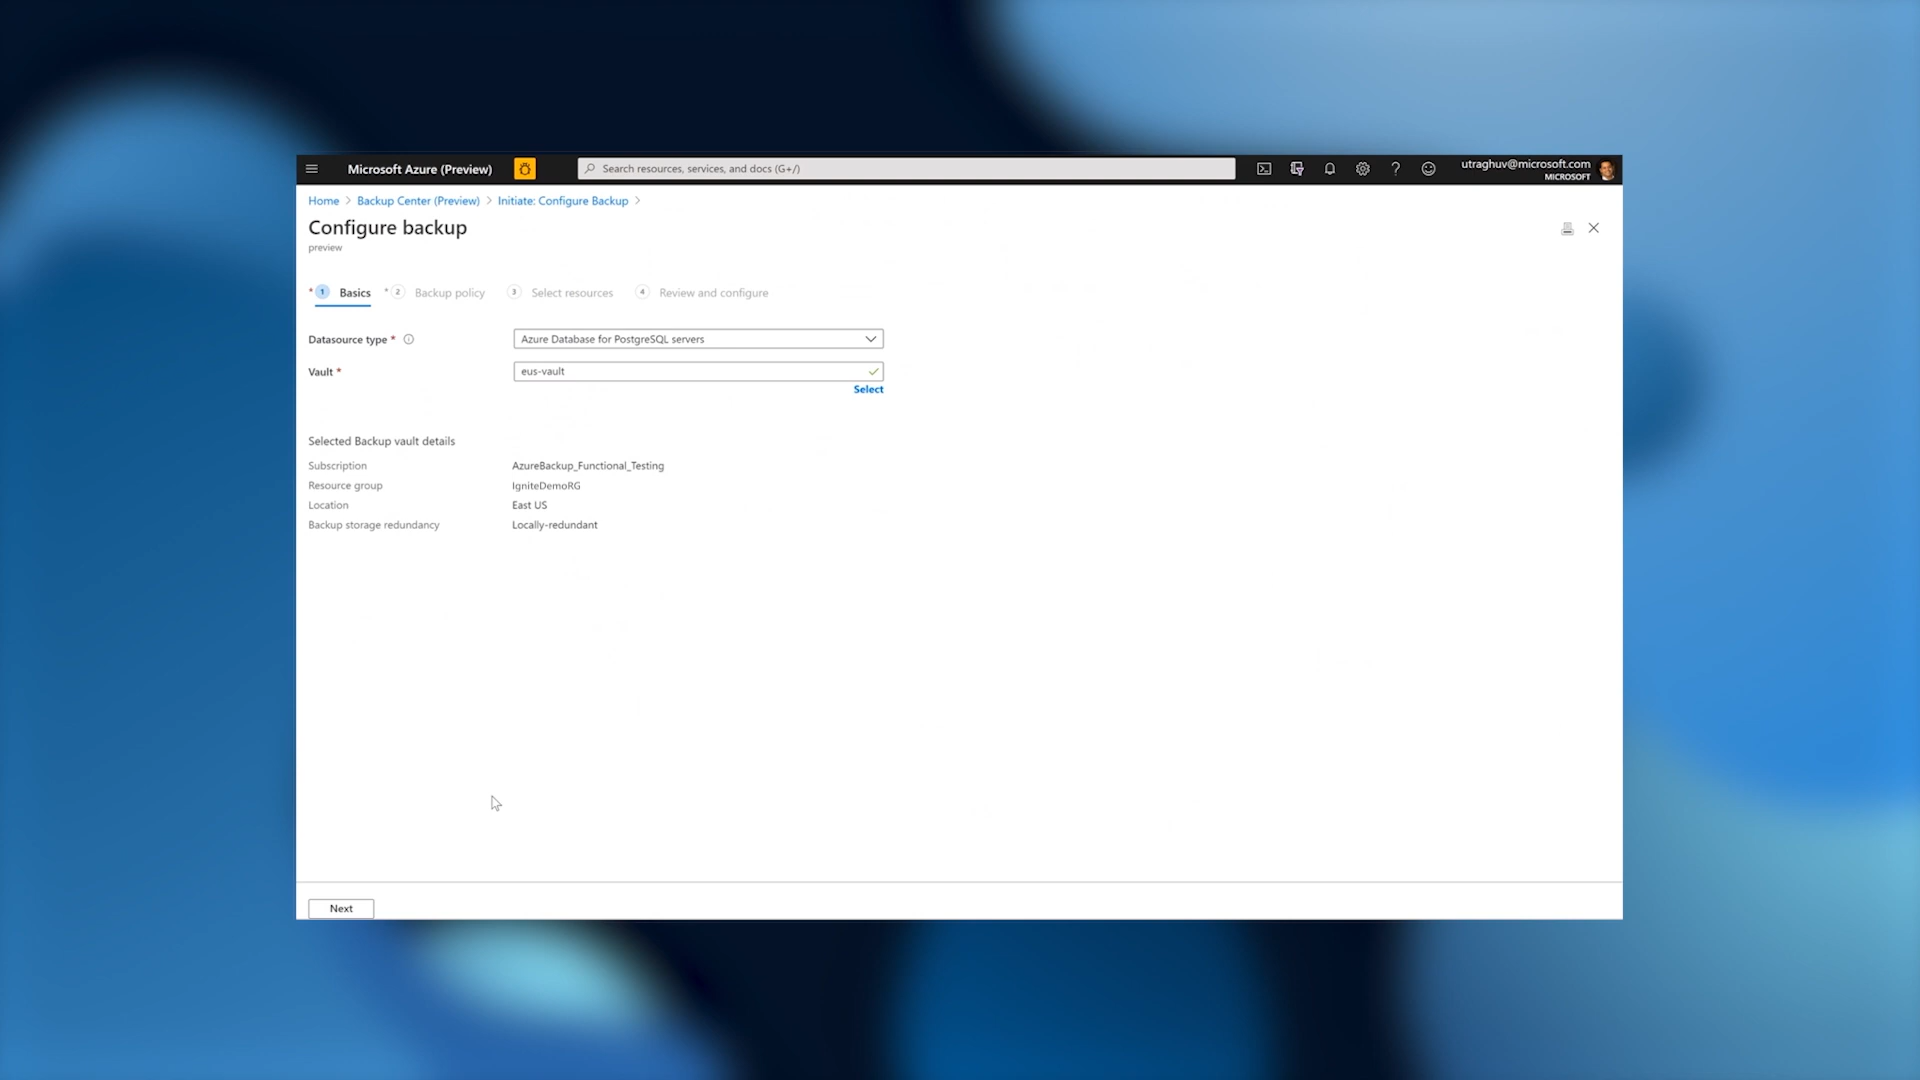 Microsoft Azure (Preview)
Search resources, services, and docs (G+/)
utraghuv@microsoft.com
MICROSOFT
Home > Backup Center (Preview) > Initiate: Configure Backup >
Configure backup
preview
* 1 Basics * 2 Backup policy 3 Select resources 4 Review and configure
Datasource type * Azure Database for PostgreSQL servers
Vault * eus-vault
Select
Selected Backup vault details
Subscription AzureBackup_Functional_Testing
Resource group IgniteDemoRG
Location East US
Backup storage redundancy Locally-redundant
Next